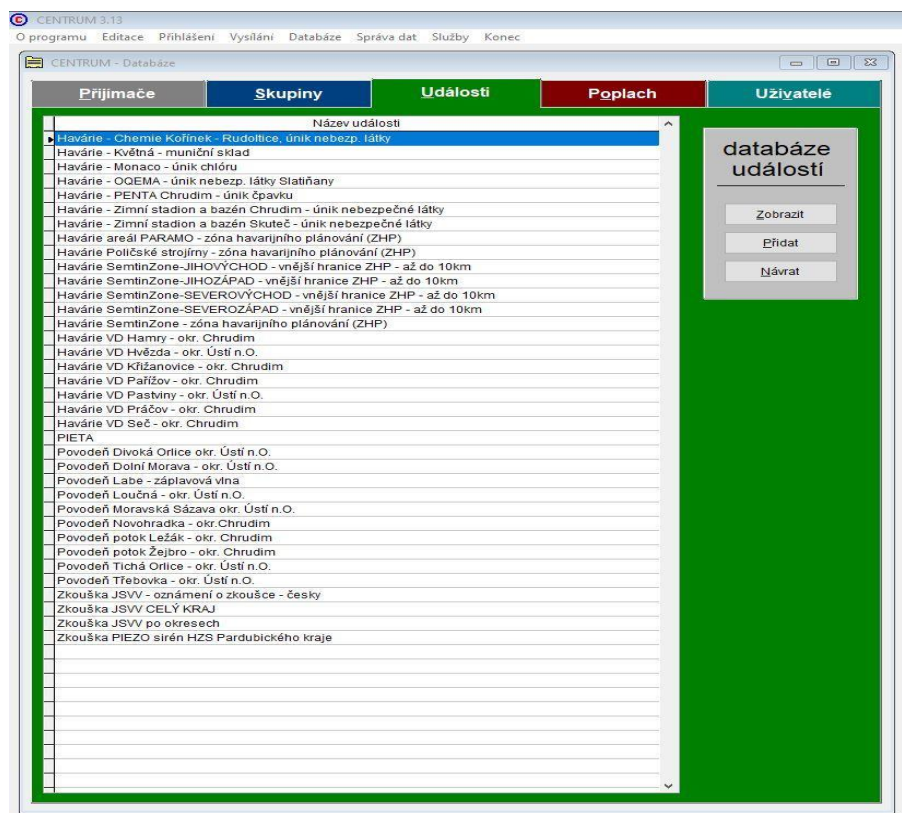 CENTRUM 3.13
O programu Editace Přihlášení Vysílání Databáze Správa dat Služby Konec
CENTRUM - Databáze
Přijímače Skupiny Události Poplach Uživatelé
Název události
Havárie - Chemie Kořínek - Rudoltice, únik nebezp. látky
Havárie - Květná - muniční sklad
Havárie - Monaco - únik chlóru
Havárie - OQEMA - únik nebezp. látky Slatiňany
Havárie - PENTA Chrudim - únik čpavku
Havárie - Zimní stadion a bazén Chrudim - únik nebezpečné látky
Havárie - Zimní stadion a bazén Skuteč - únik nebezpečné látky
Havárie areál PARAMO - zóna havarijního plánování (ZHP)
Havárie Poličské strojírny - zóna havarijního plánování (ZHP)
Havárie SemtinZone-JIHOVÝCHOD - vnější hranice ZHP - až do 10km
Havárie SemtinZone-JIHOZÁPAD - vnější hranice ZHP - až do 10km
Havárie SemtinZone-SEVEROVÝCHOD - vnější hranice ZHP - až do 10km
Havárie SemtinZone-SEVEROZÁPAD - vnější hranice ZHP - až do 10km
Havárie SemtinZone - zóna havarijního plánování (ZHP)
Havárie VD Hamry - okr. Chrudim
Havárie VD Hvězda - okr. Ústí n.O.
Havárie VD Křižanovice - okr. Chrudim
Havárie VD Pařížov - okr. Chrudim
Havárie VD Pastviny - okr. Ústí n.O.
Havárie VD Práčov - okr. Chrudim
Havárie VD Seč - okr. Chrudim
PIETA
Povodeň Divoká Orlice okr. Ústí n.O.
Povodeň Dolní Morava - okr. Ústí n.O.
Povodeň Labe - záplavová vlna
Povodeň Loučná - okr. Ústí n.O.
Povodeň Moravská Sázava okr. Ústí n.O.
Povodeň Novohradka - okr.Chrudim
Povodeň potok Ležák - okr. Chrudim
Povodeň potok Žejbro - okr. Chrudim
Povodeň Tichá Orlice - okr. Ústí n.O.
Povodeň Třebovka - okr. Ústí n.O.
Zkouška JSVV - oznámení o zkoušce - česky
Zkouška JSVV CELÝ KRAJ
Zkouška JSVV po okresech
Zkouška PIEZO sirén HZS Pardubického kraje
databáze
událostí
Zobrazit
Přidat
Návrat